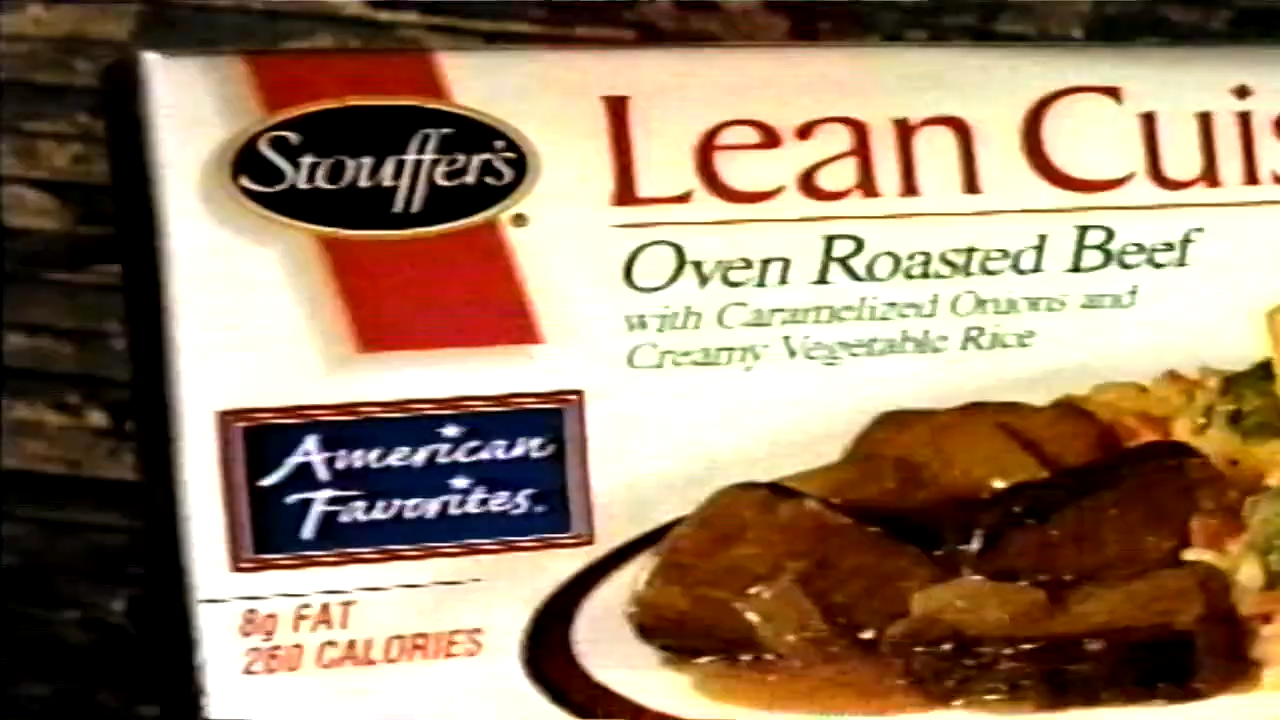 Stouffer's
Lean Cuis
Oven Roasted Beef
with Caramelized Onions and
Creamy Vegetable Rice
American
Favorites.
8g FAT
260 CALORIES